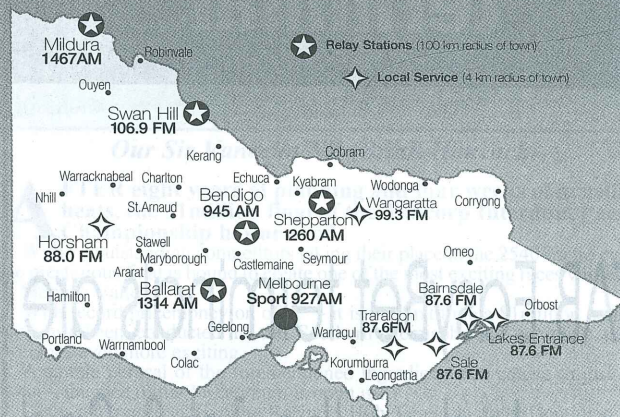 Mildura
1467AM
Robinvale
Relay Stations (100 km radius of town)
Local Service (4 km radius of town)
Ouyen
Swan Hill
106.9 FM
Kerang
Cobram
Warracknabeal
Charlton
Echuca
Kyabram
Wodonga
Corryong
Nhill
St.Arnaud
Bendigo
945 AM
Shepparton
1260 AM
Wangaratta
99.3 FM
Horsham
88.0 FM
Stawell
Maryborough
Castlemaine
Seymour
Omeo
Ararat
Ballarat
1314 AM
Melbourne
Sport 927AM
Bairnsdale
87.6 FM
Orbost
Hamilton
Traralgon
87.6FM
Lakes Entrance
87.6 FM
Geelong
Warragul
Sale
87.6 FM
Portland
Warrnambool
Colac
Korumburra
Leongatha